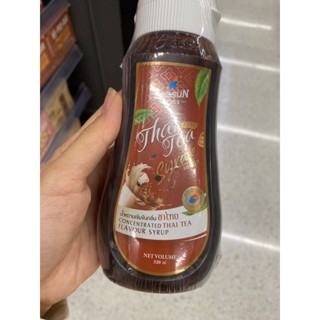 Thai
Tea
Syrup
น้ำหวานเข้มข้นกลิ่น ชาไทย
CONCENTRATED THAI TEA
FLAVOUR SYRUP
NET VOLUME